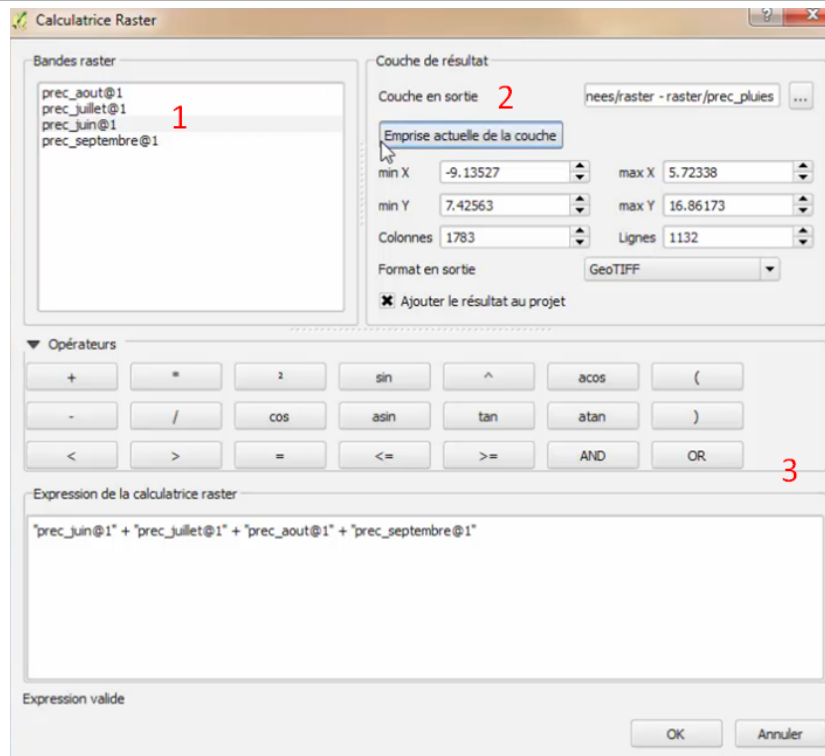 Calculatrice Raster
? X
Bandes raster
prec_aout@1
prec_juillet@1
prec_juin@1
prec_septembre@1
1
Couche de résultat
Couche en sortie
2
nees/raster - raster/prec_pluies
...
Emprise actuelle de la couche
min X -9.13527 max X 5.72338
min Y 7.42563 max Y 16.86173
Colonnes 1783 Lignes 1132
Format en sortie GeoTIFF
Ajouter le résultat au projet
Opérateurs
+ * ² sin ^ acos (
- / cos asin tan atan )
< > = <= >= AND OR
3
Expression de la calculatrice raster
"prec_juin@1" + "prec_juillet@1" + "prec_aout@1" + "prec_septembre@1"
Expression valide
OK Annuler